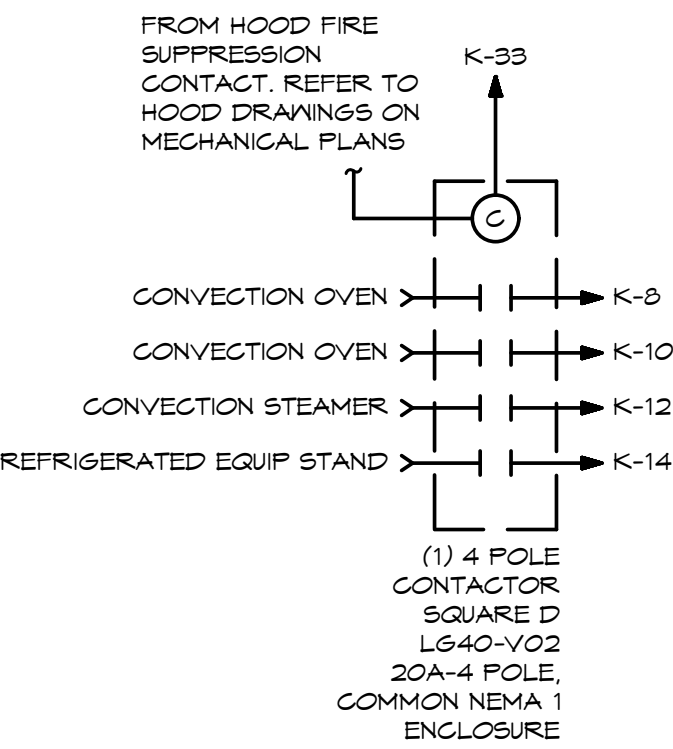 FROM HOOD FIRE
SUPPRESSION
CONTACT. REFER TO
HOOD DRAWINGS ON
MECHANICAL PLANS
K-33
C
CONVECTION OVEN K-8
CONVECTION OVEN K-10
CONVECTION STEAMER K-12
REFRIGERATED EQUIP STAND K-14
(1) 4 POLE
CONTACTOR
SQUARE D
LG40-V02
20A-4 POLE,
COMMON NEMA 1
ENCLOSURE